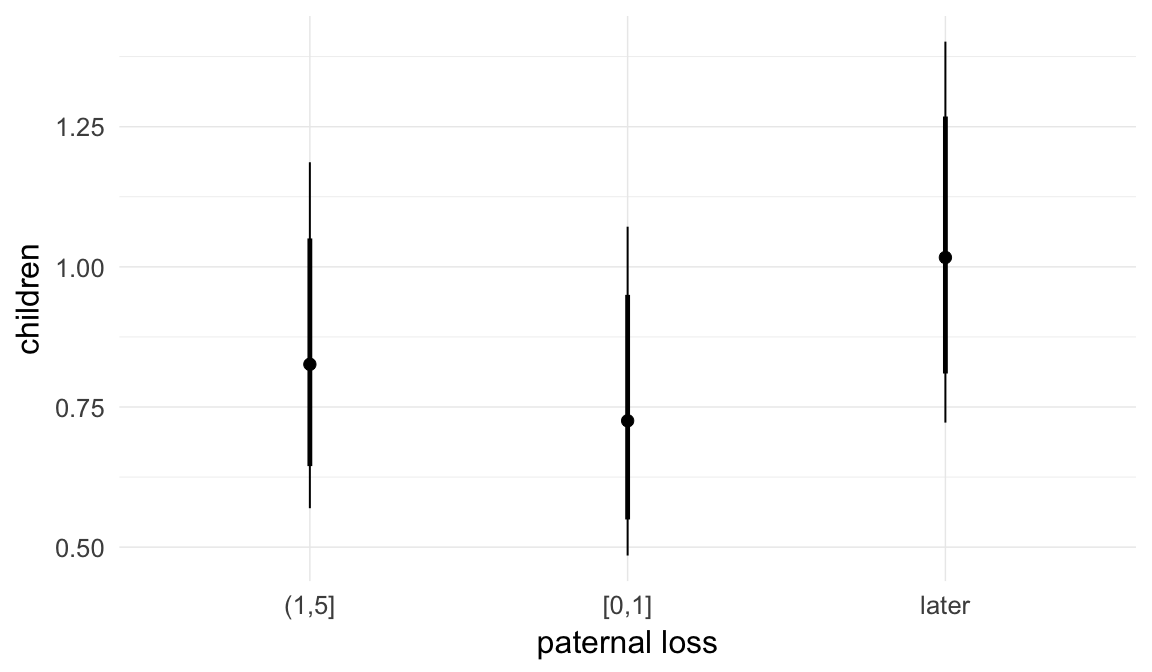 children
1.25
1.00
0.75
0.50
(1,5]
[0,1]
later
paternal loss